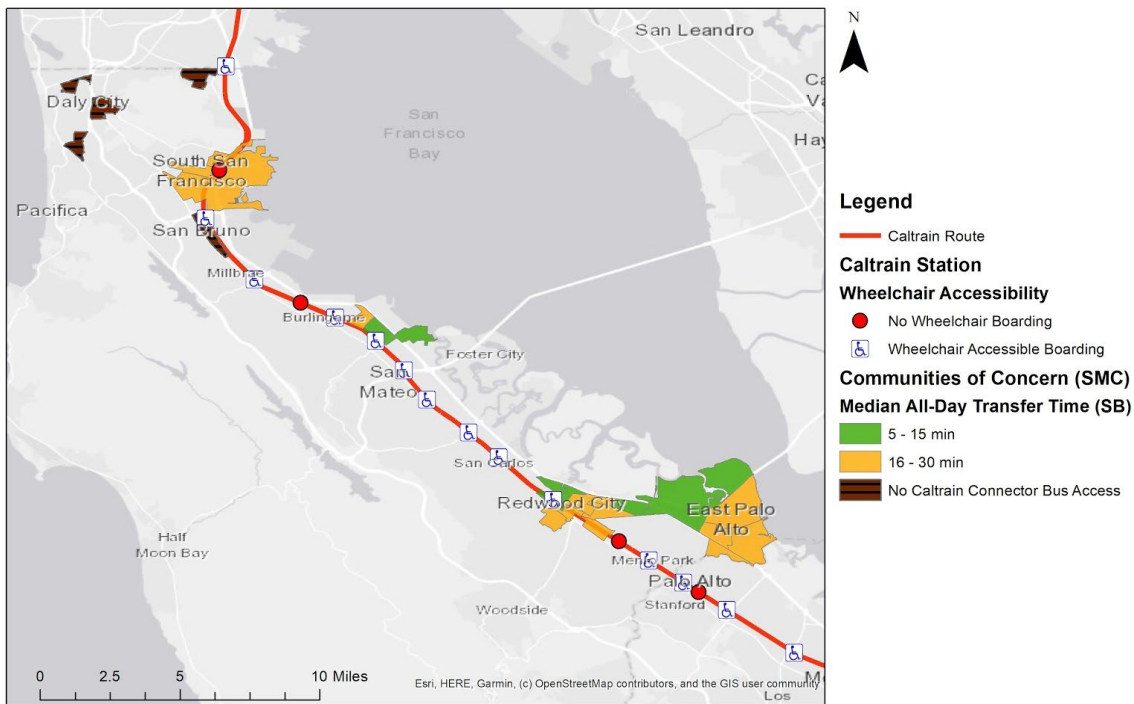 San Leandro
Daly City
San
Francisco
Bay
South San
Francisco
Pacifica
San Bruno
Millbrae
Burlingame
Foster City
San
Mateo
San Carlos
Redwood City
East Palo
Alto
Half
Moon Bay
Menlo Park
Palo Alto
Stanford
Woodside
Los
0 2.5 5 10 Miles
Esri, HERE, Garmin, (c) OpenStreetMap contributors, and the GIS user community
N
Legend
Caltrain Route
Caltrain Station
Wheelchair Accessibility
No Wheelchair Boarding
Wheelchair Accessible Boarding
Communities of Concern (SMC)
Median All-Day Transfer Time (SB)
5 - 15 min
16 - 30 min
No Caltrain Connector Bus Access